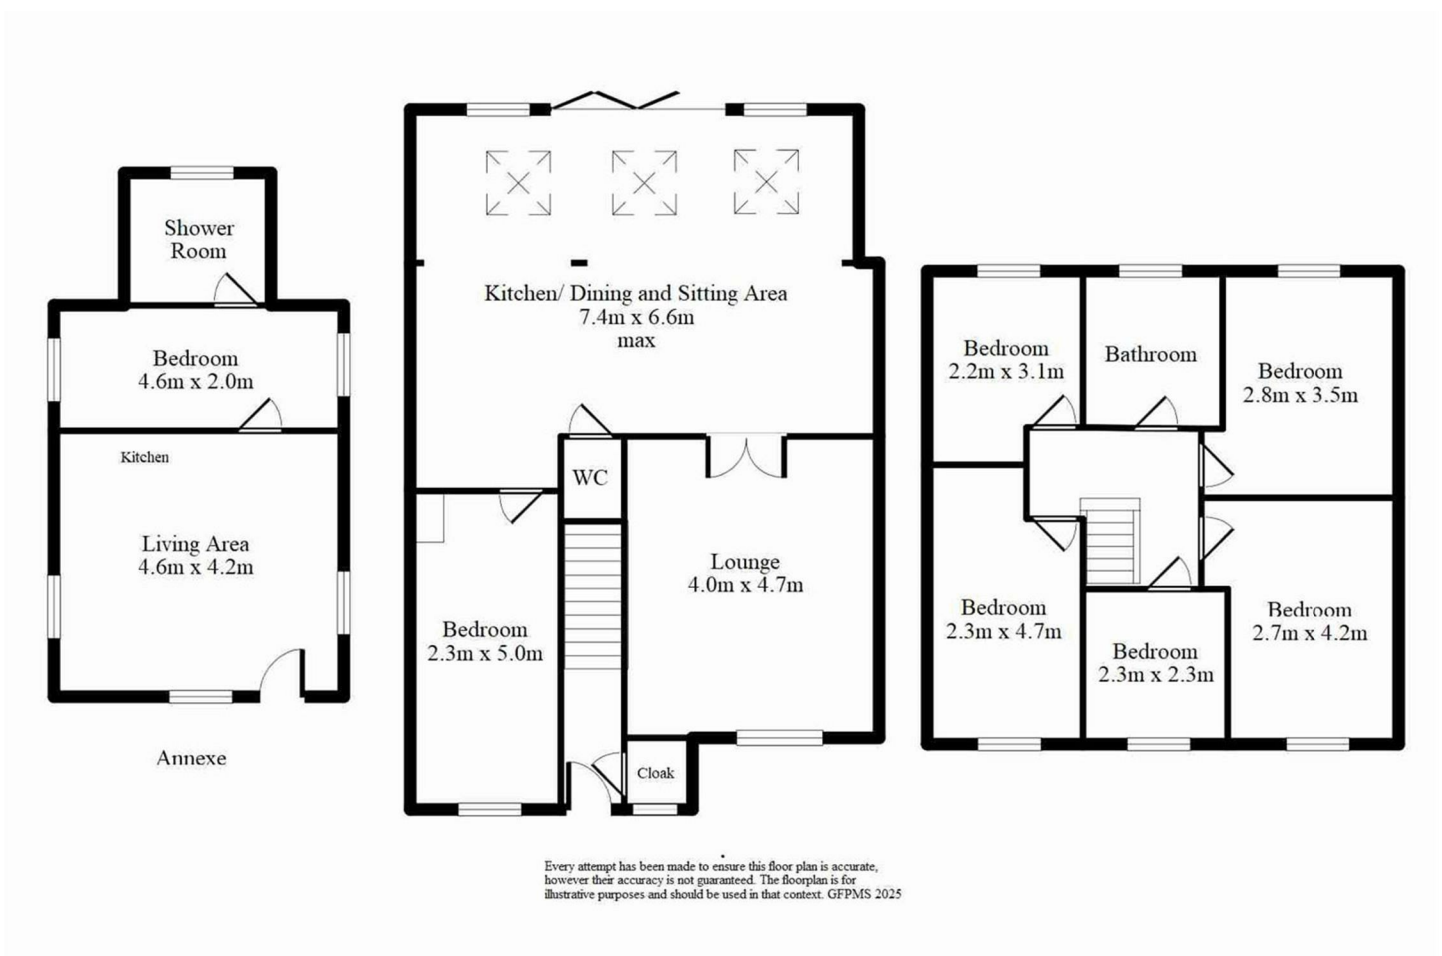 Shower
Room
Bedroom
4.6m x 2.0m
Kitchen
Living Area
4.6m x 4.2m
Annexe
Kitchen/ Dining and Sitting Area
7.4m x 6.6m
max
WC
Lounge
4.0m x 4.7m
Bedroom
2.3m x 5.0m
Cloak
Bedroom
2.2m x 3.1m
Bathroom
Bedroom
2.8m x 3.5m
Bedroom
2.3m x 4.7m
Bedroom
2.3m x 2.3m
Bedroom
2.7m x 4.2m
Every attempt has been made to ensure this floor plan is accurate,
however their accuracy is not guaranteed. The floorplan is for
illustrative purposes and should be used in that context. GFPMS 2025